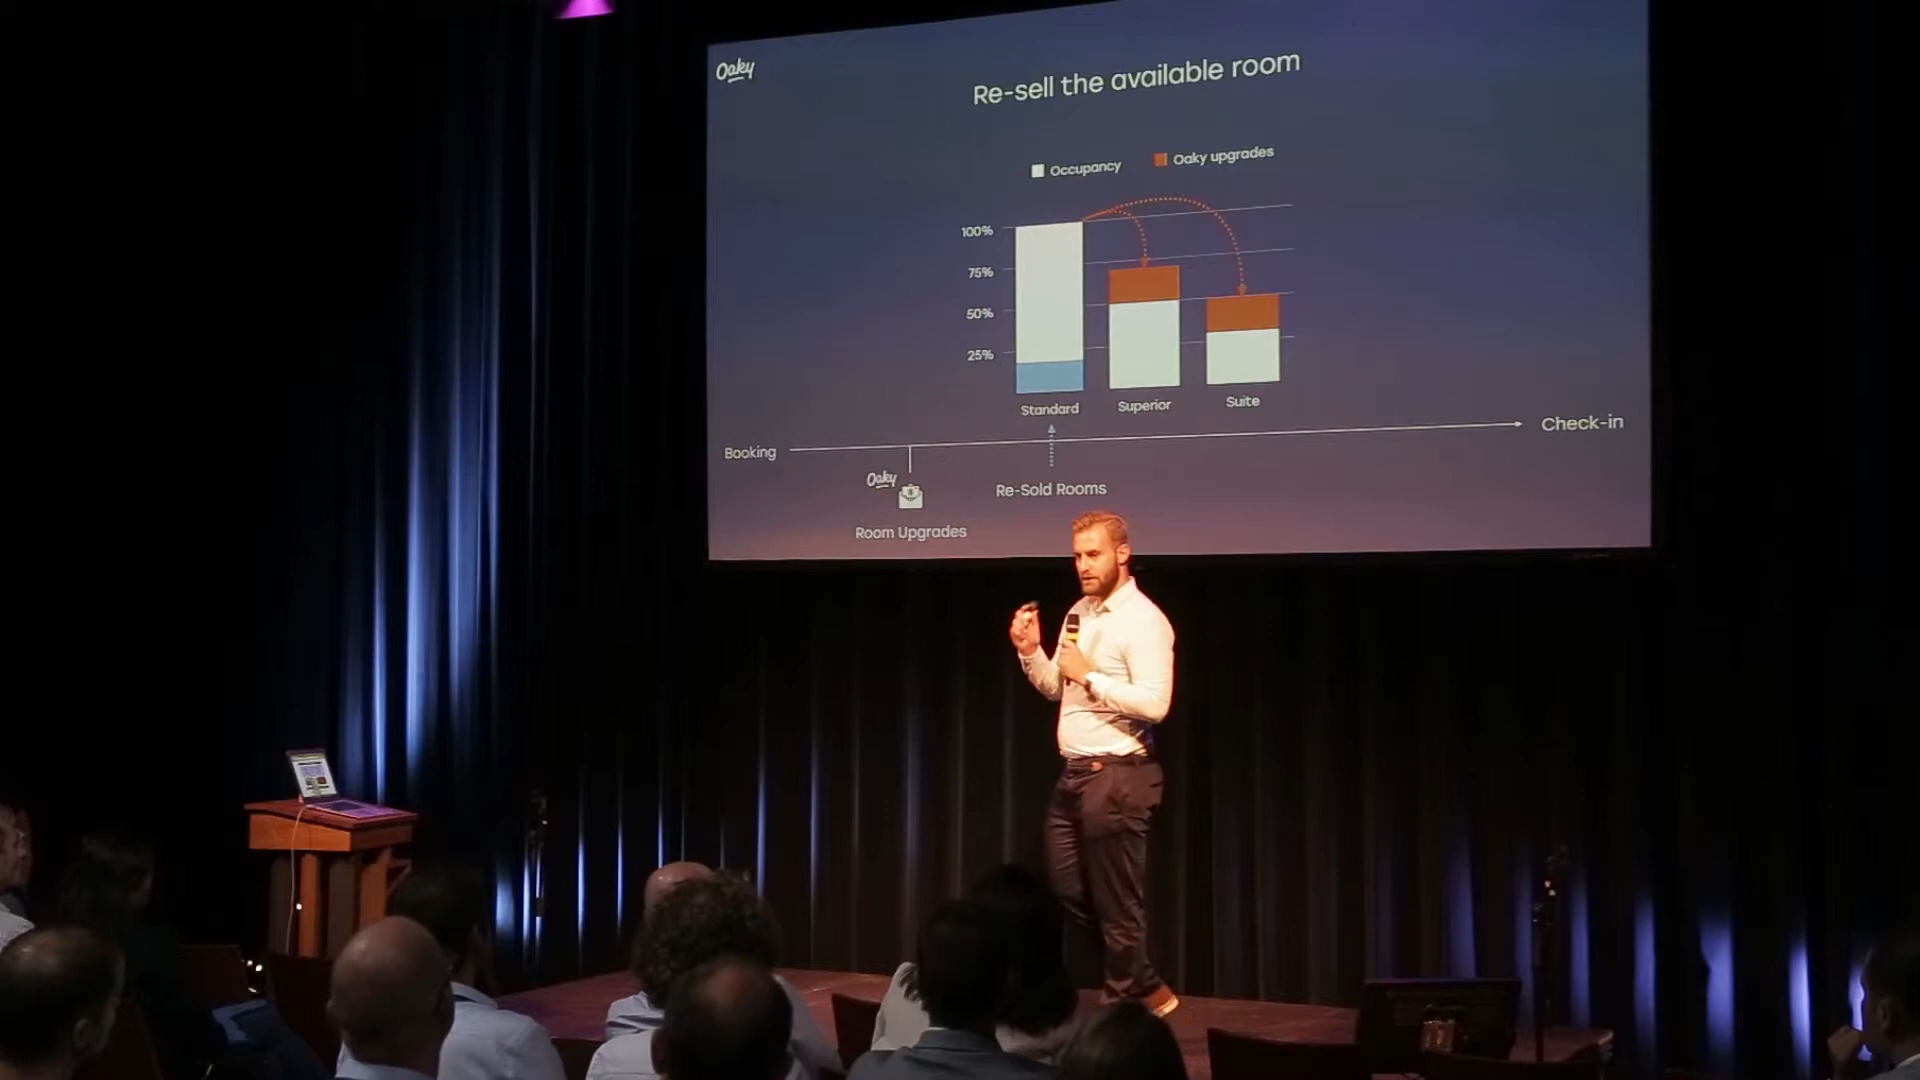 Oaky
Re-sell the available room
Occupancy
Oaky upgrades
100%
75%
50%
25%
Standard
Superior
Suite
Booking
Check-in
Oaky
Re-Sold Rooms
Room Upgrades